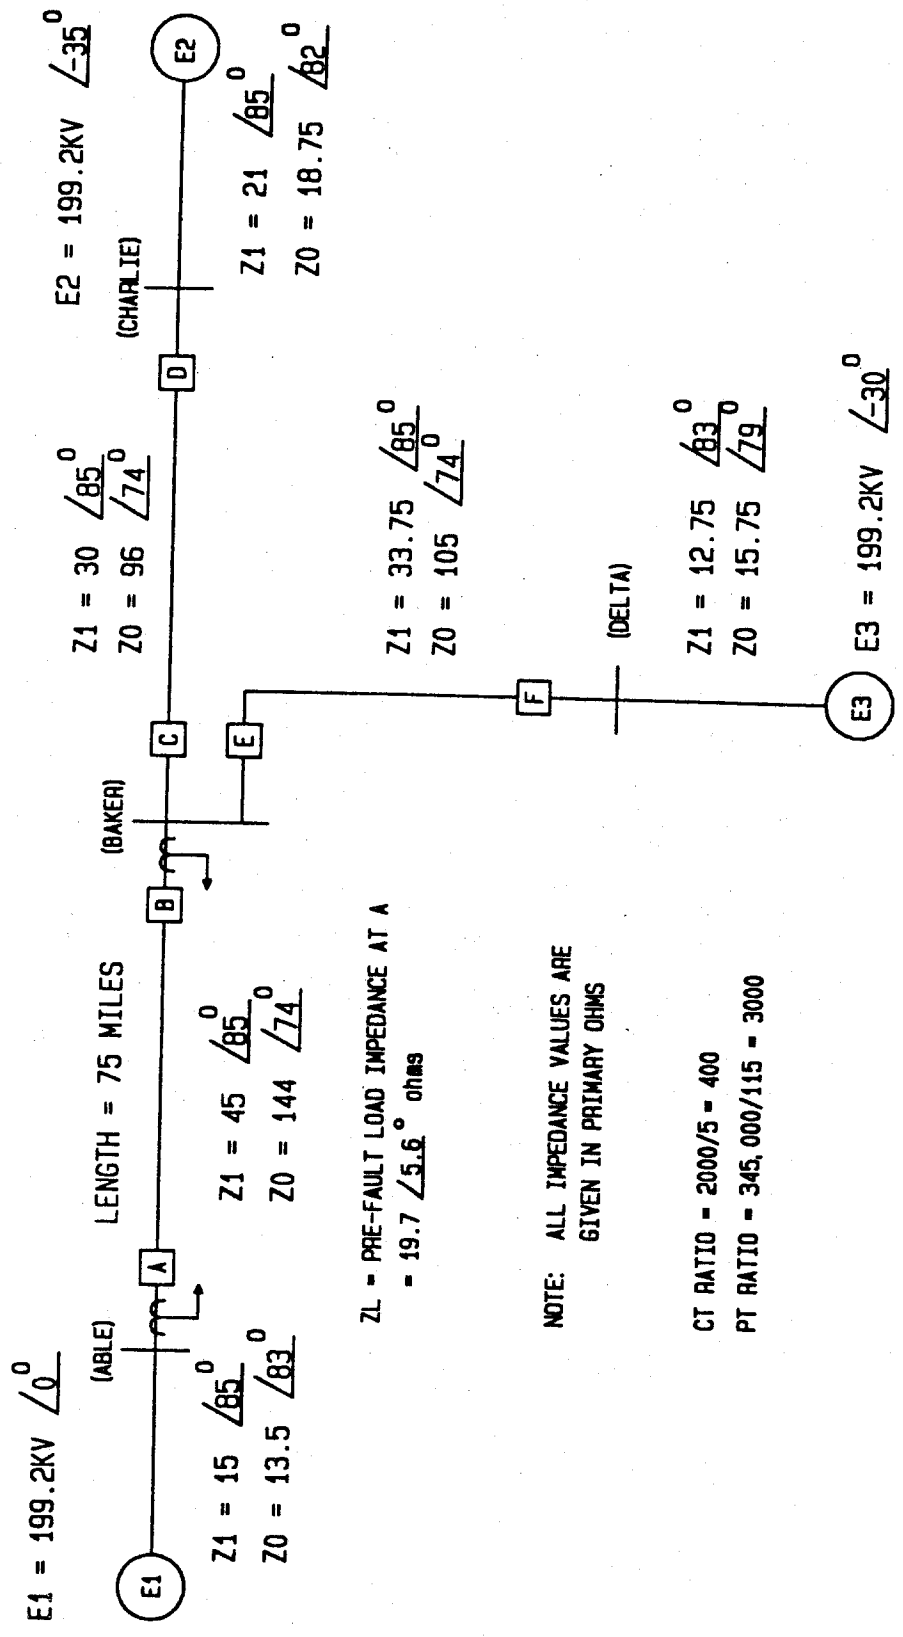 E1 = 199.2KV /0°
(ABLE)
Z1 = 15 /85°
Z0 = 13.5 /83°
E1
A
LENGTH = 75 MILES
Z1 = 45 /85°
Z0 = 144 /74°
B
(BAKER)
C
E
Z1 = 30 /85°
Z0 = 96 /74°
D
(CHARLIE)
E2 = 199.2KV /-35°
E2
Z1 = 21 /85°
Z0 = 18.75 /82°
Z1 = 33.75 /85°
Z0 = 105 /74°
F
(DELTA)
Z1 = 12.75 /83°
Z0 = 15.75 /79°
E3
E3 = 199.2KV /-30°
ZL = PRE-FAULT LOAD IMPEDANCE AT A
= 19.7 /5.6° ohms
NOTE: ALL IMPEDANCE VALUES ARE
GIVEN IN PRIMARY OHMS
CT RATIO = 2000/5 = 400
PT RATIO = 345,000/115 = 3000